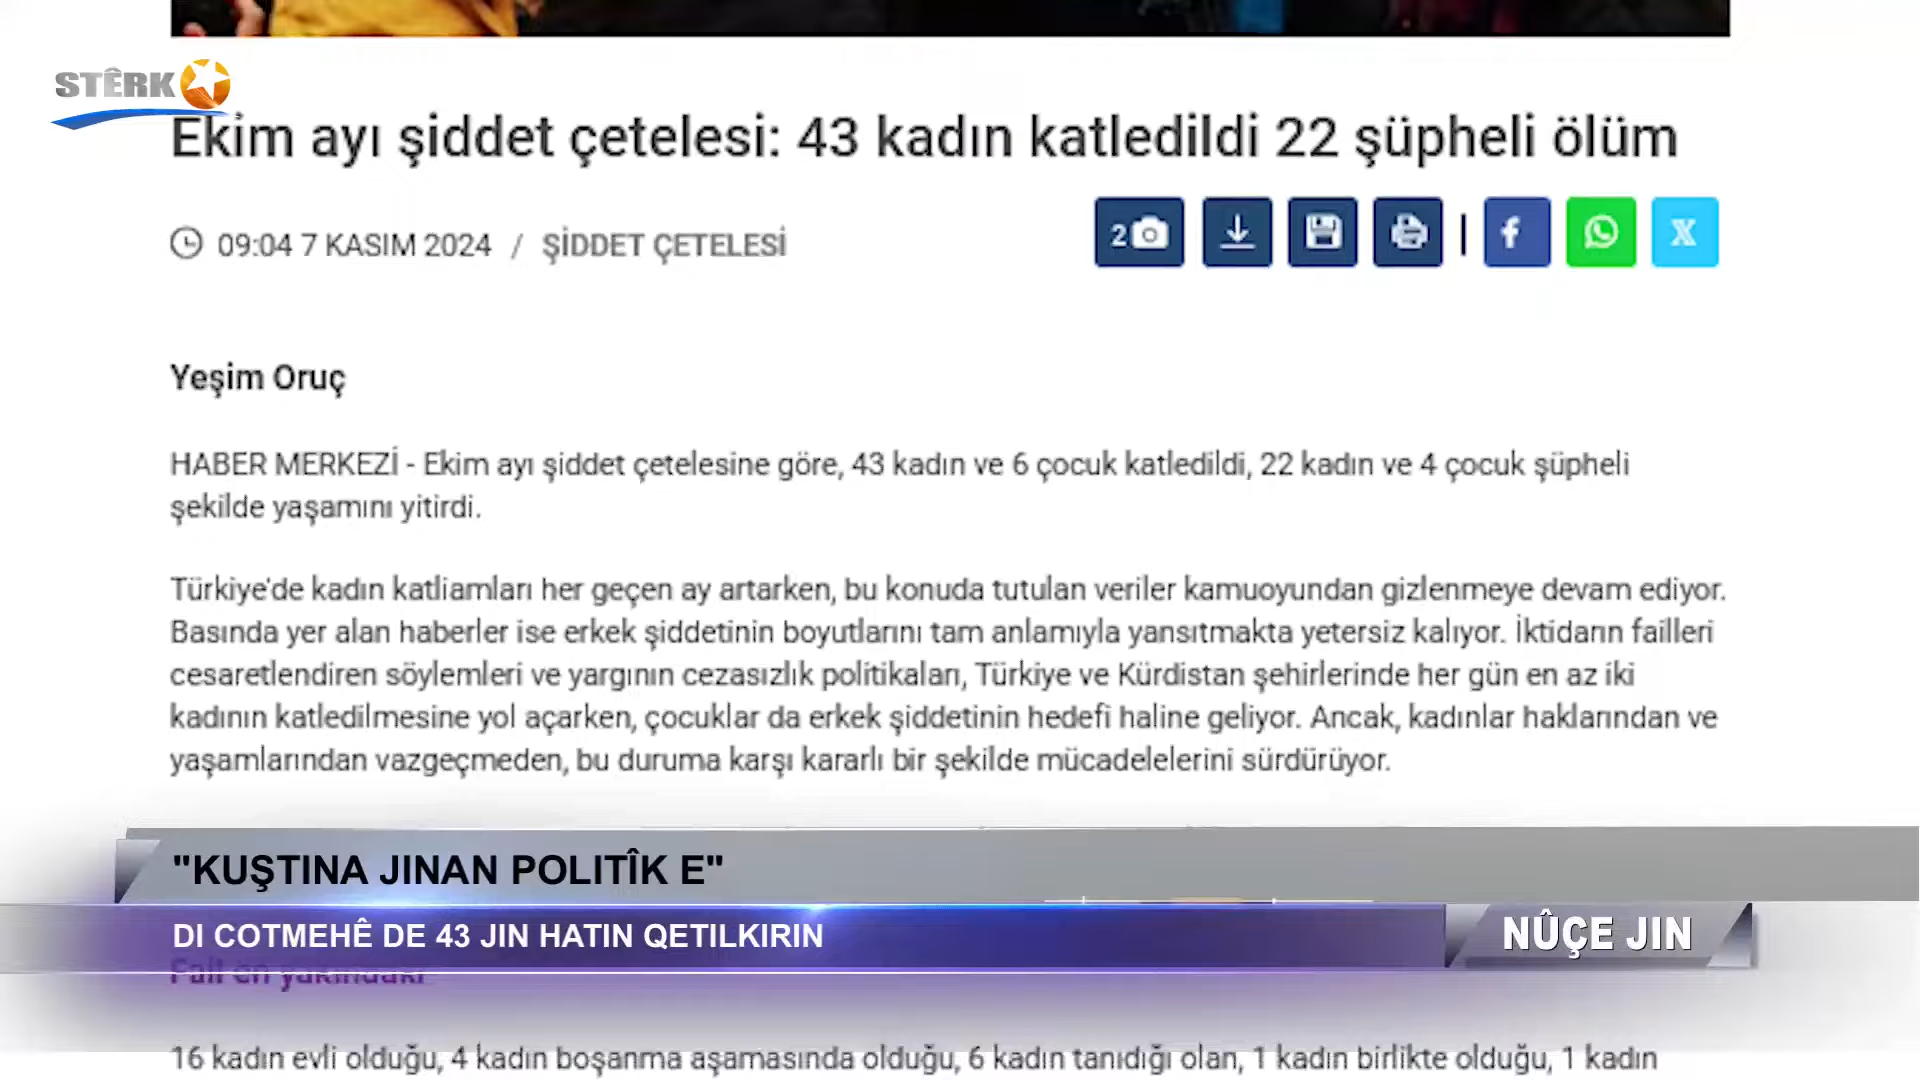 STÊRK
Ekim ayı şiddet çetelesi: 43 kadın katledildi 22 şüpheli ölüm
09:04 7 KASIM 2024 / ŞİDDET ÇETELESİ
2
Yeşim Oruç
HABER MERKEZİ - Ekim ayı şiddet çetelesine göre, 43 kadın ve 6 çocuk katledildi, 22 kadın ve 4 çocuk şüpheli
şekilde yaşamını yitirdi.
Türkiye'de kadın katliamları her geçen ay artarken, bu konuda tutulan veriler kamuoyundan gizlenmeye devam ediyor.
Basında yer alan haberler ise erkek şiddetinin boyutlarını tam anlamıyla yansıtmakta yetersiz kalıyor. İktidarın failleri
cesaretlendiren söylemleri ve yargının cezasızlık politikaları, Türkiye ve Kürdistan şehirlerinde her gün en az iki
kadının katledilmesine yol açarken, çocuklar da erkek şiddetinin hedefi haline geliyor. Ancak, kadınlar haklarından ve
yaşamlarından vazgeçmeden, bu duruma karşı kararlı bir şekilde mücadelelerini sürdürüyor.
"KUŞTINA JINAN POLITÎK E"
DI COTMEHÊ DE 43 JIN HATIN QETILKIRIN
NÛÇE JIN
Fail en yakındaki
16 kadın evli olduğu, 4 kadın boşanma aşamasında olduğu, 6 kadın tanıdığı olan, 1 kadın birlikte olduğu, 1 kadın